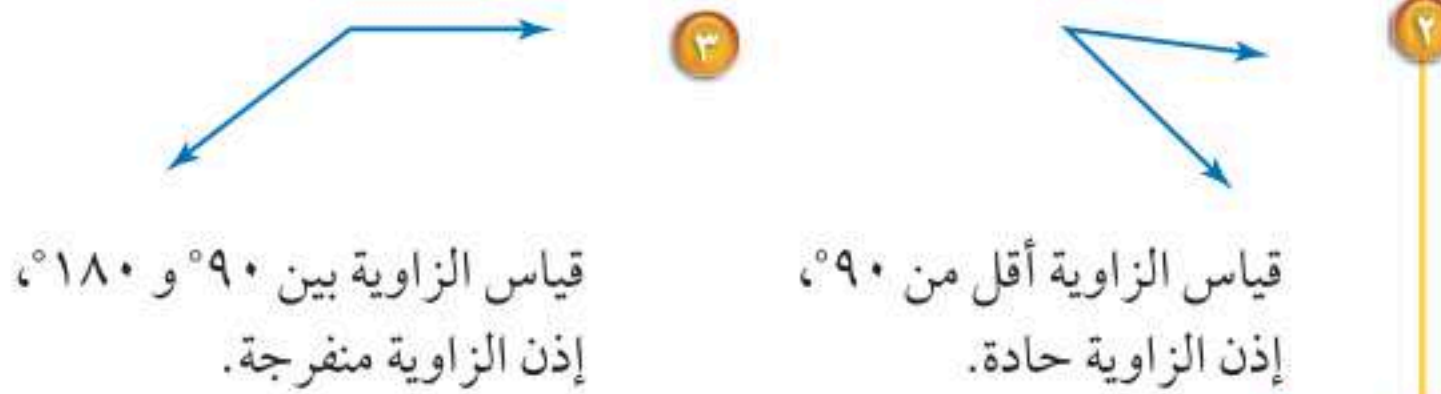 ٢
قياس الزاوية أقل من ٩٠°،
إذن الزاوية حادة.
٣
قياس الزاوية بين ٩٠° و ١٨٠°،
إذن الزاوية منفرجة.